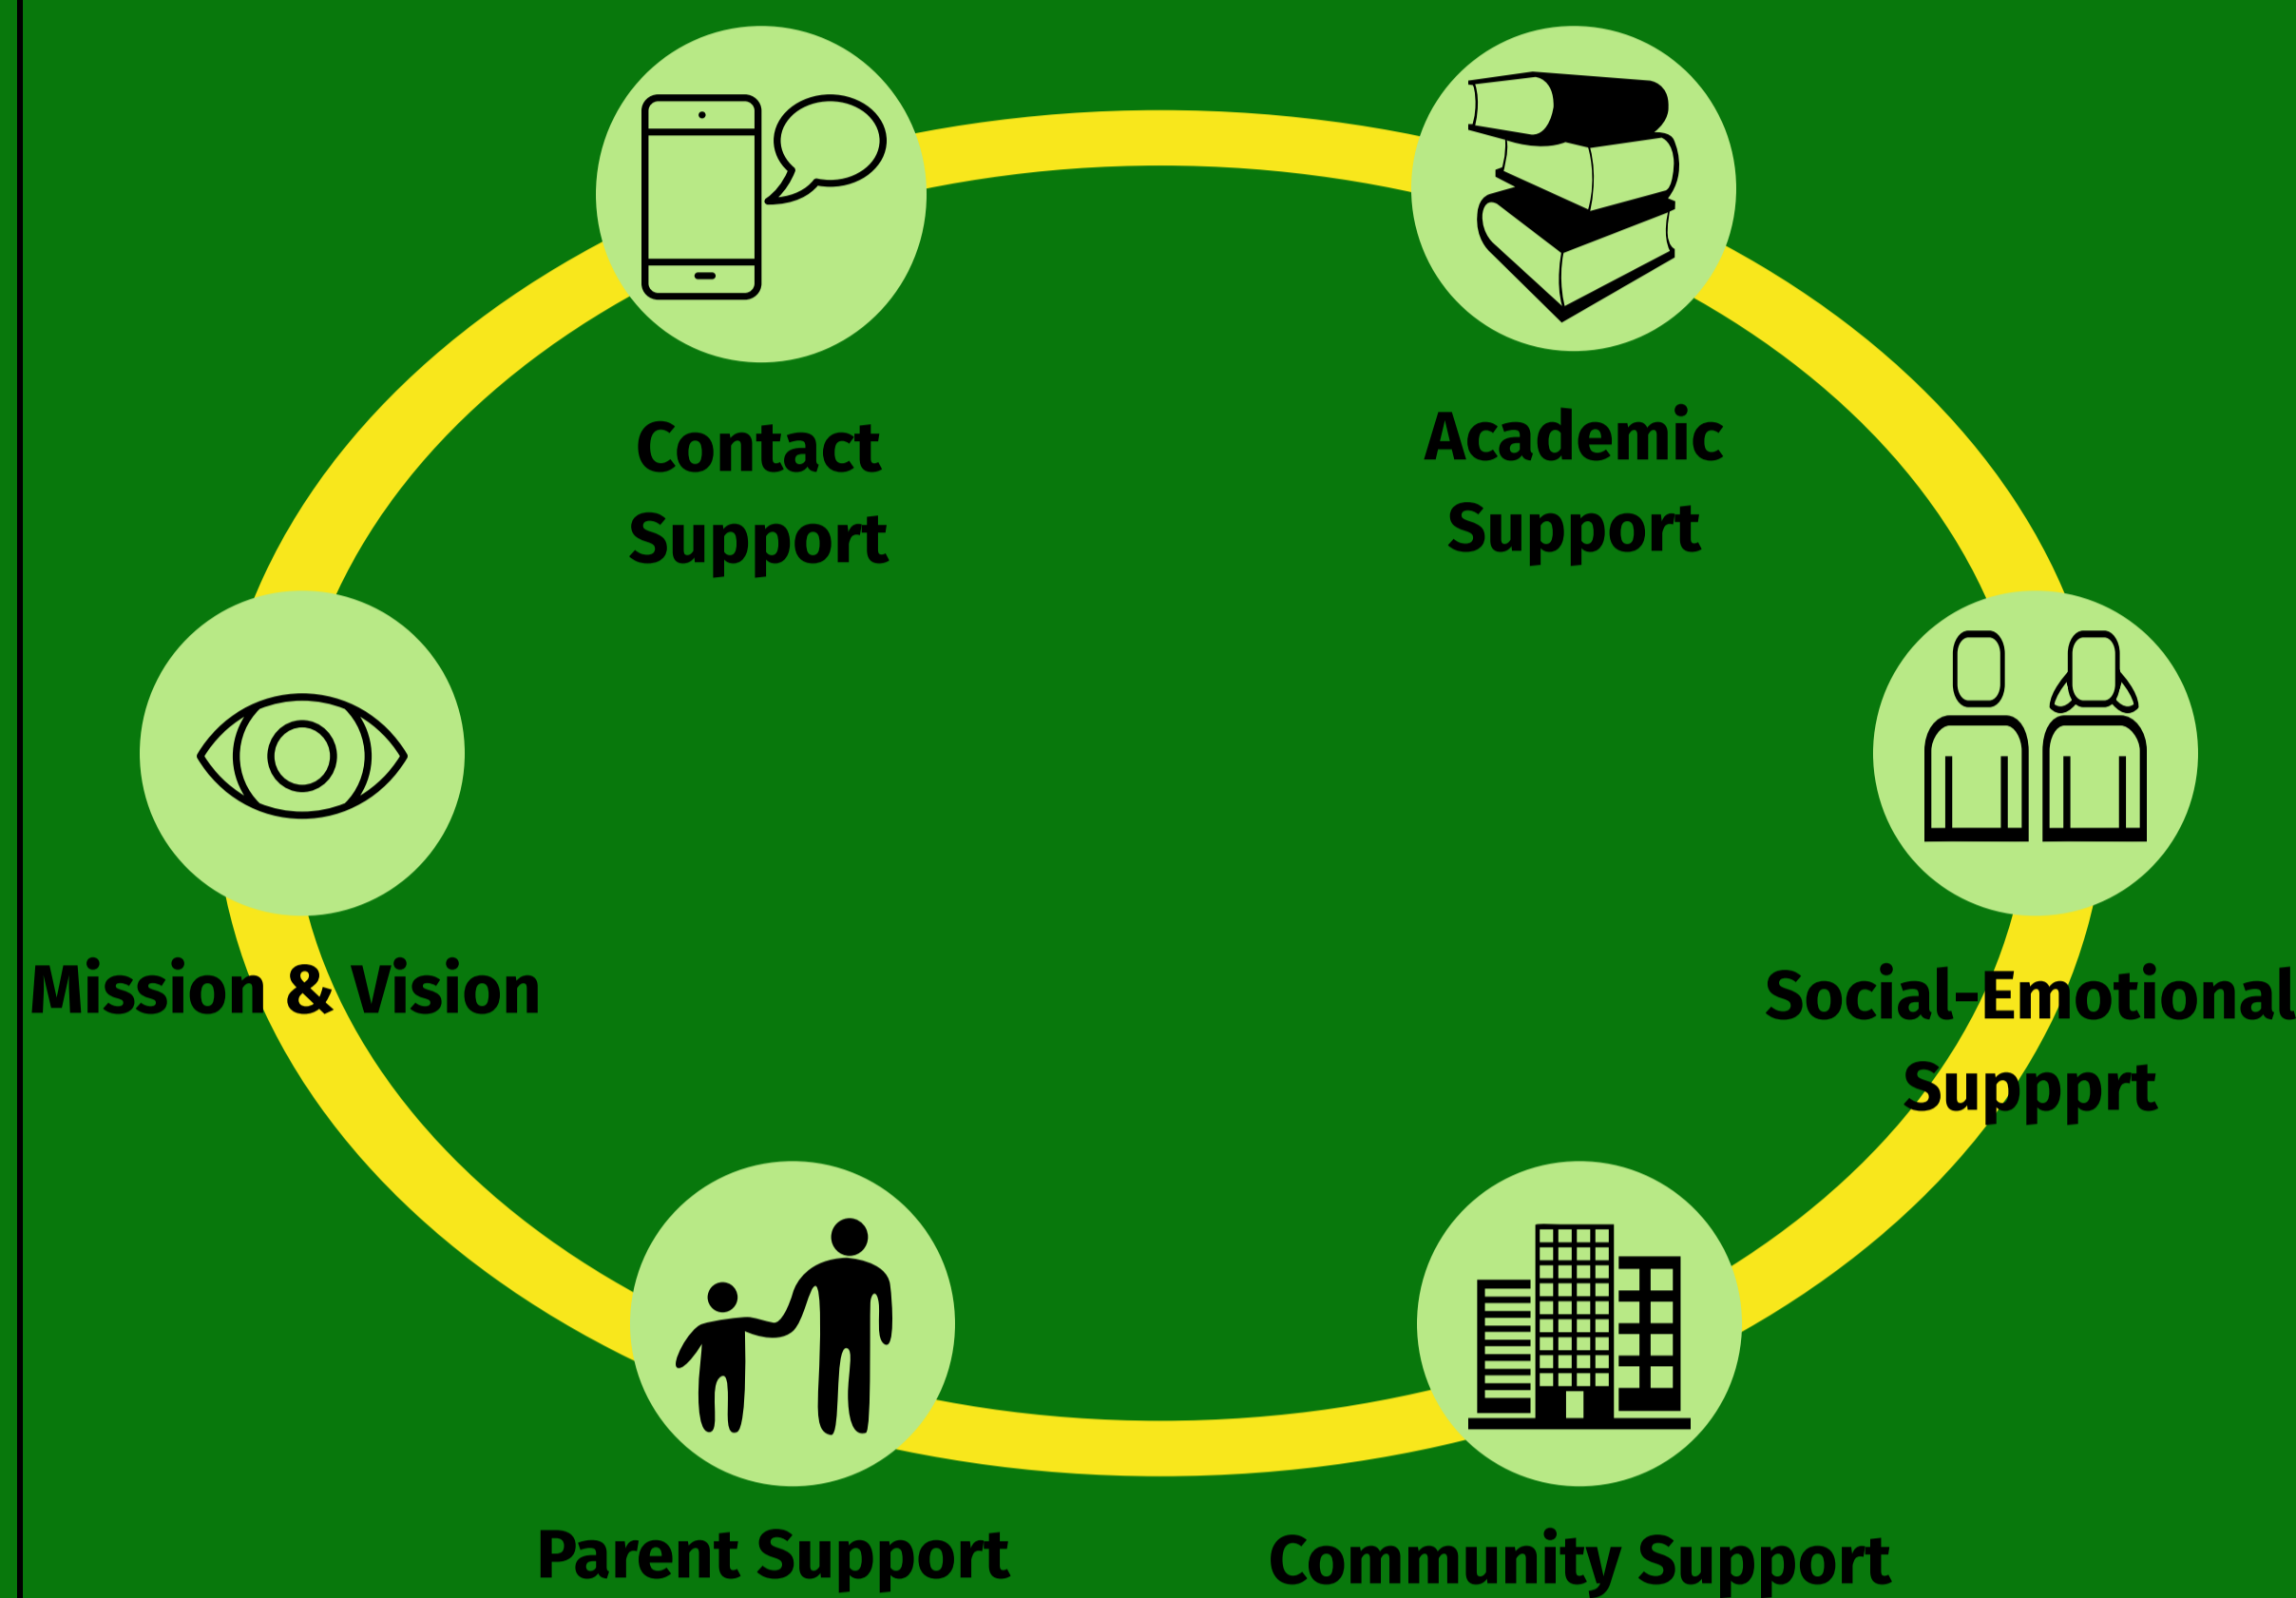 Contact
Support
Academic
Support
Mission & Vision
Social-Emotional
Suppprt
Parent Support
Community Support